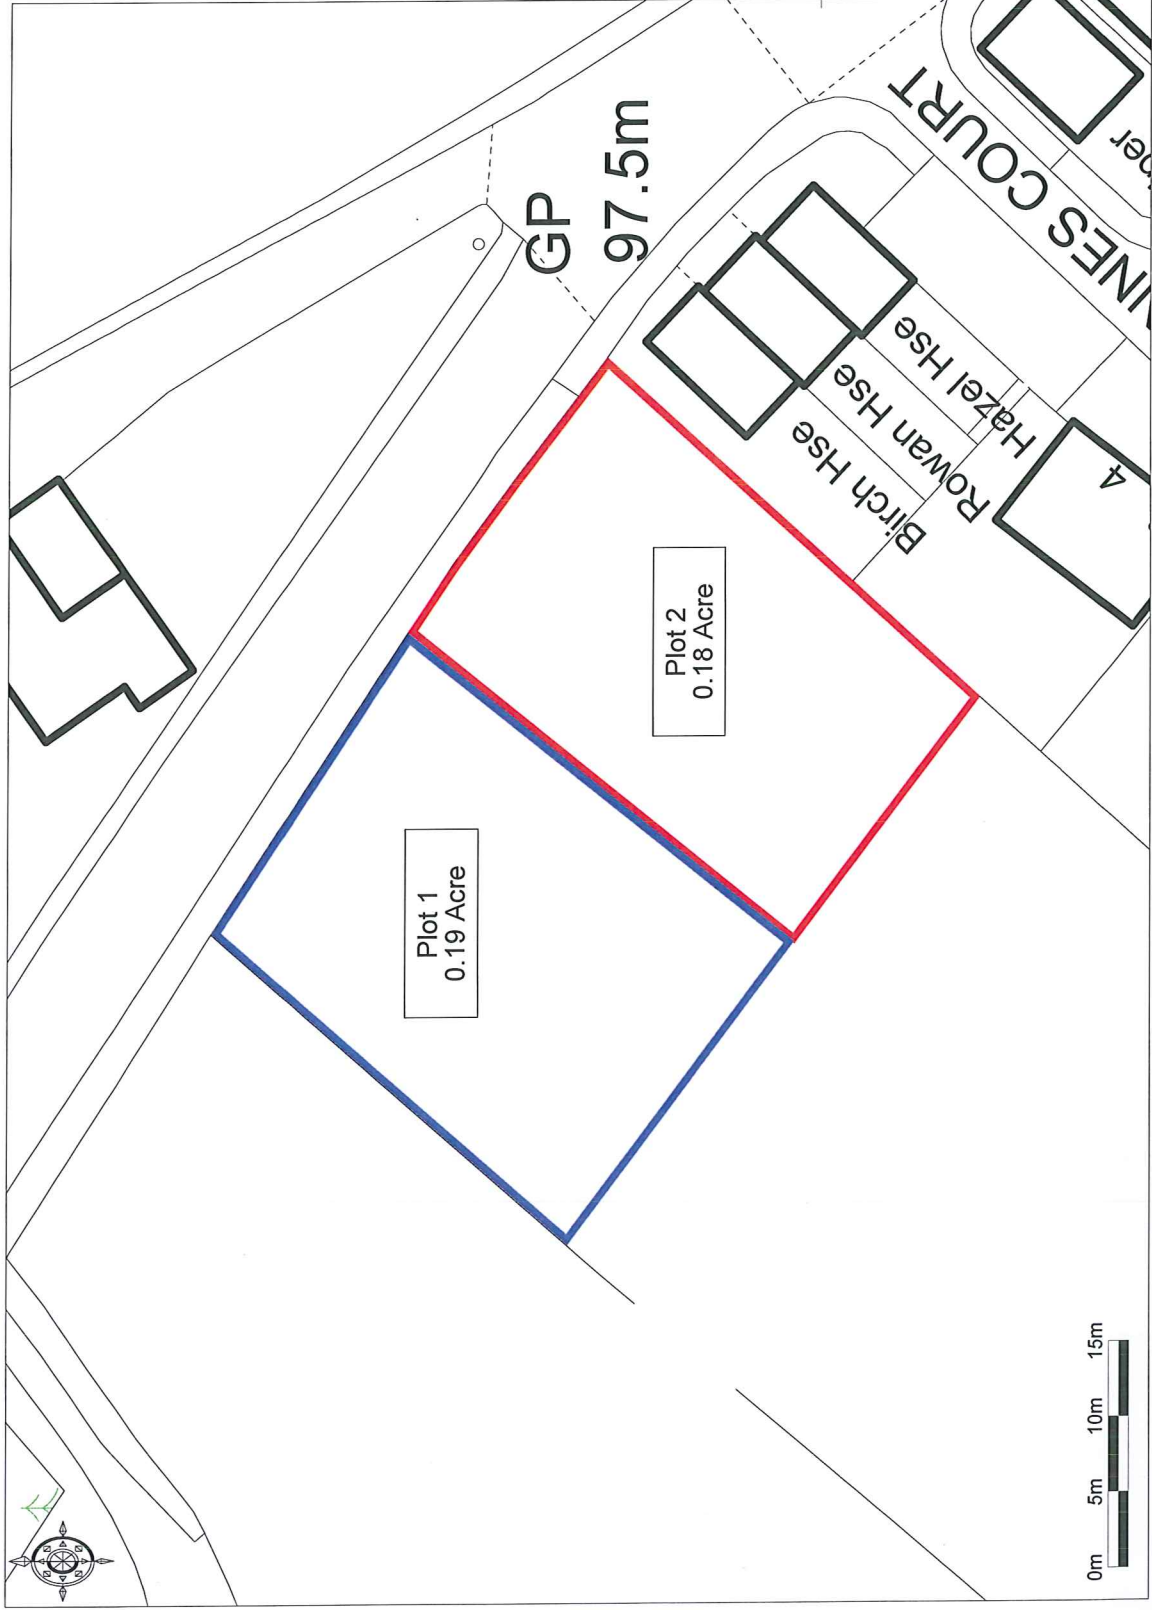 GP
97.5m
Plot 1
0.19 Acre
Plot 2
0.18 Acre
Birch Hse
Rowan Hse
Hazel Hse
COURT
4
0m
5m
10m
15m